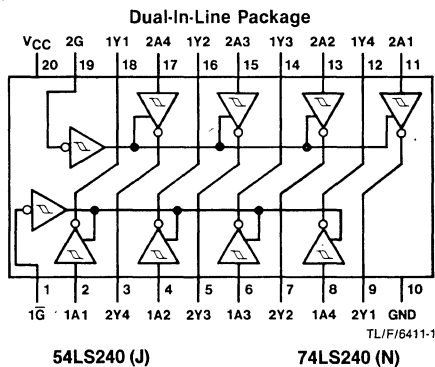 Dual-In-Line Package
VCC 2G 1Y1 2A4 1Y2 2A3 1Y3 2A2 1Y4 2A1
20 19 18 17 16 15 14 13 12 11
1 2 3 4 5 6 7 8 9 10
1G̅ 1A1 2Y4 1A2 2Y3 1A3 2Y2 1A4 2Y1 GND
TL/F/6411-1
54LS240 (J) 74LS240 (N)